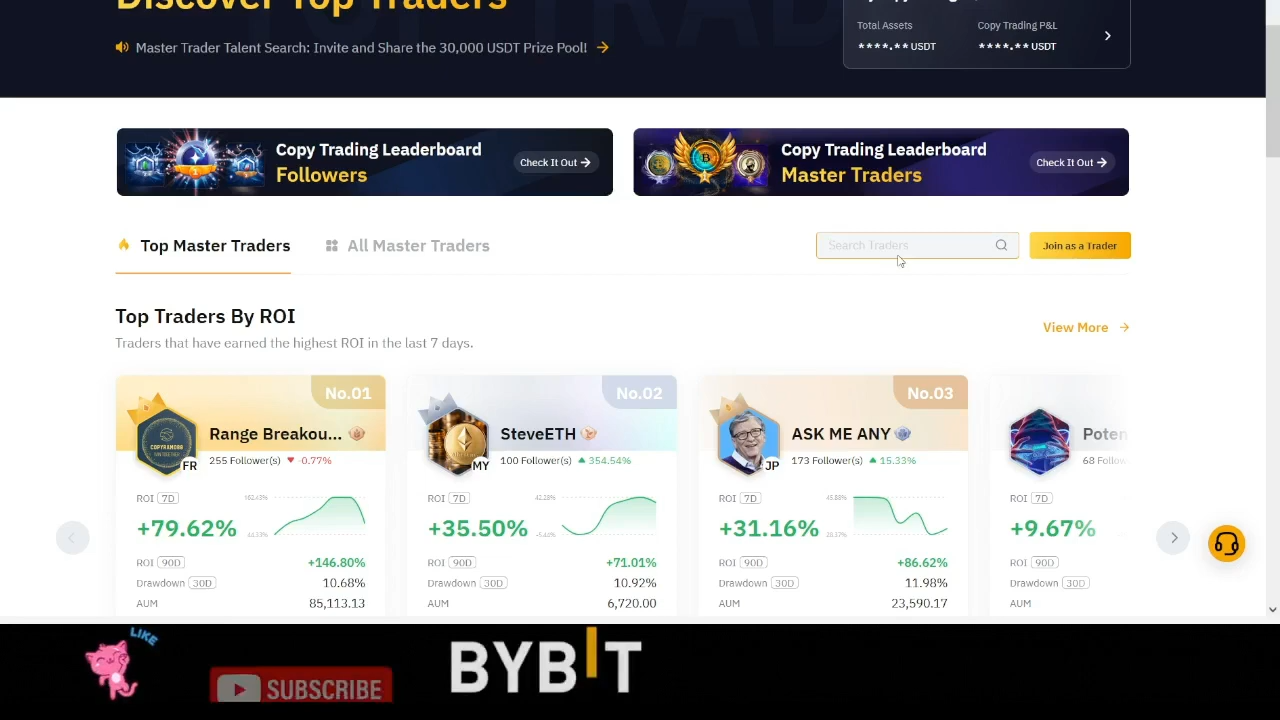 Discover Top Traders
Master Trader Talent Search: Invite and Share the 30,000 USDT Prize Pool!
Total Assets
Copy Trading P&L
****.** USDT
****.** USDT
Copy Trading Leaderboard
Followers
Check It Out
Copy Trading Leaderboard
Master Traders
Check It Out
Top Master Traders
All Master Traders
Search Traders
Join as a Trader
Top Traders By ROI
Traders that have earned the highest ROI in the last 7 days.
View More
No.01
Range Breakou...
FR
255 Follower(s) -0.77%
ROI 7D
+79.62%
ROI 90D +146.80%
Drawdown 30D 10.68%
AUM 85,113.13
No.02
SteveETH
MY
100 Follower(s) 354.54%
ROI 7D
+35.50%
ROI 90D +71.01%
Drawdown 30D 10.92%
AUM 6,720.00
No.03
ASK ME ANY
JP
173 Follower(s) 15.33%
ROI 7D
+31.16%
ROI 90D +86.62%
Drawdown 30D 11.98%
AUM 23,590.17
Poten
68 Follow
ROI 7D
+9.67%
ROI 90D
Drawdown 30D
AUM
LIKE
SUBSCRIBE
BYBIT